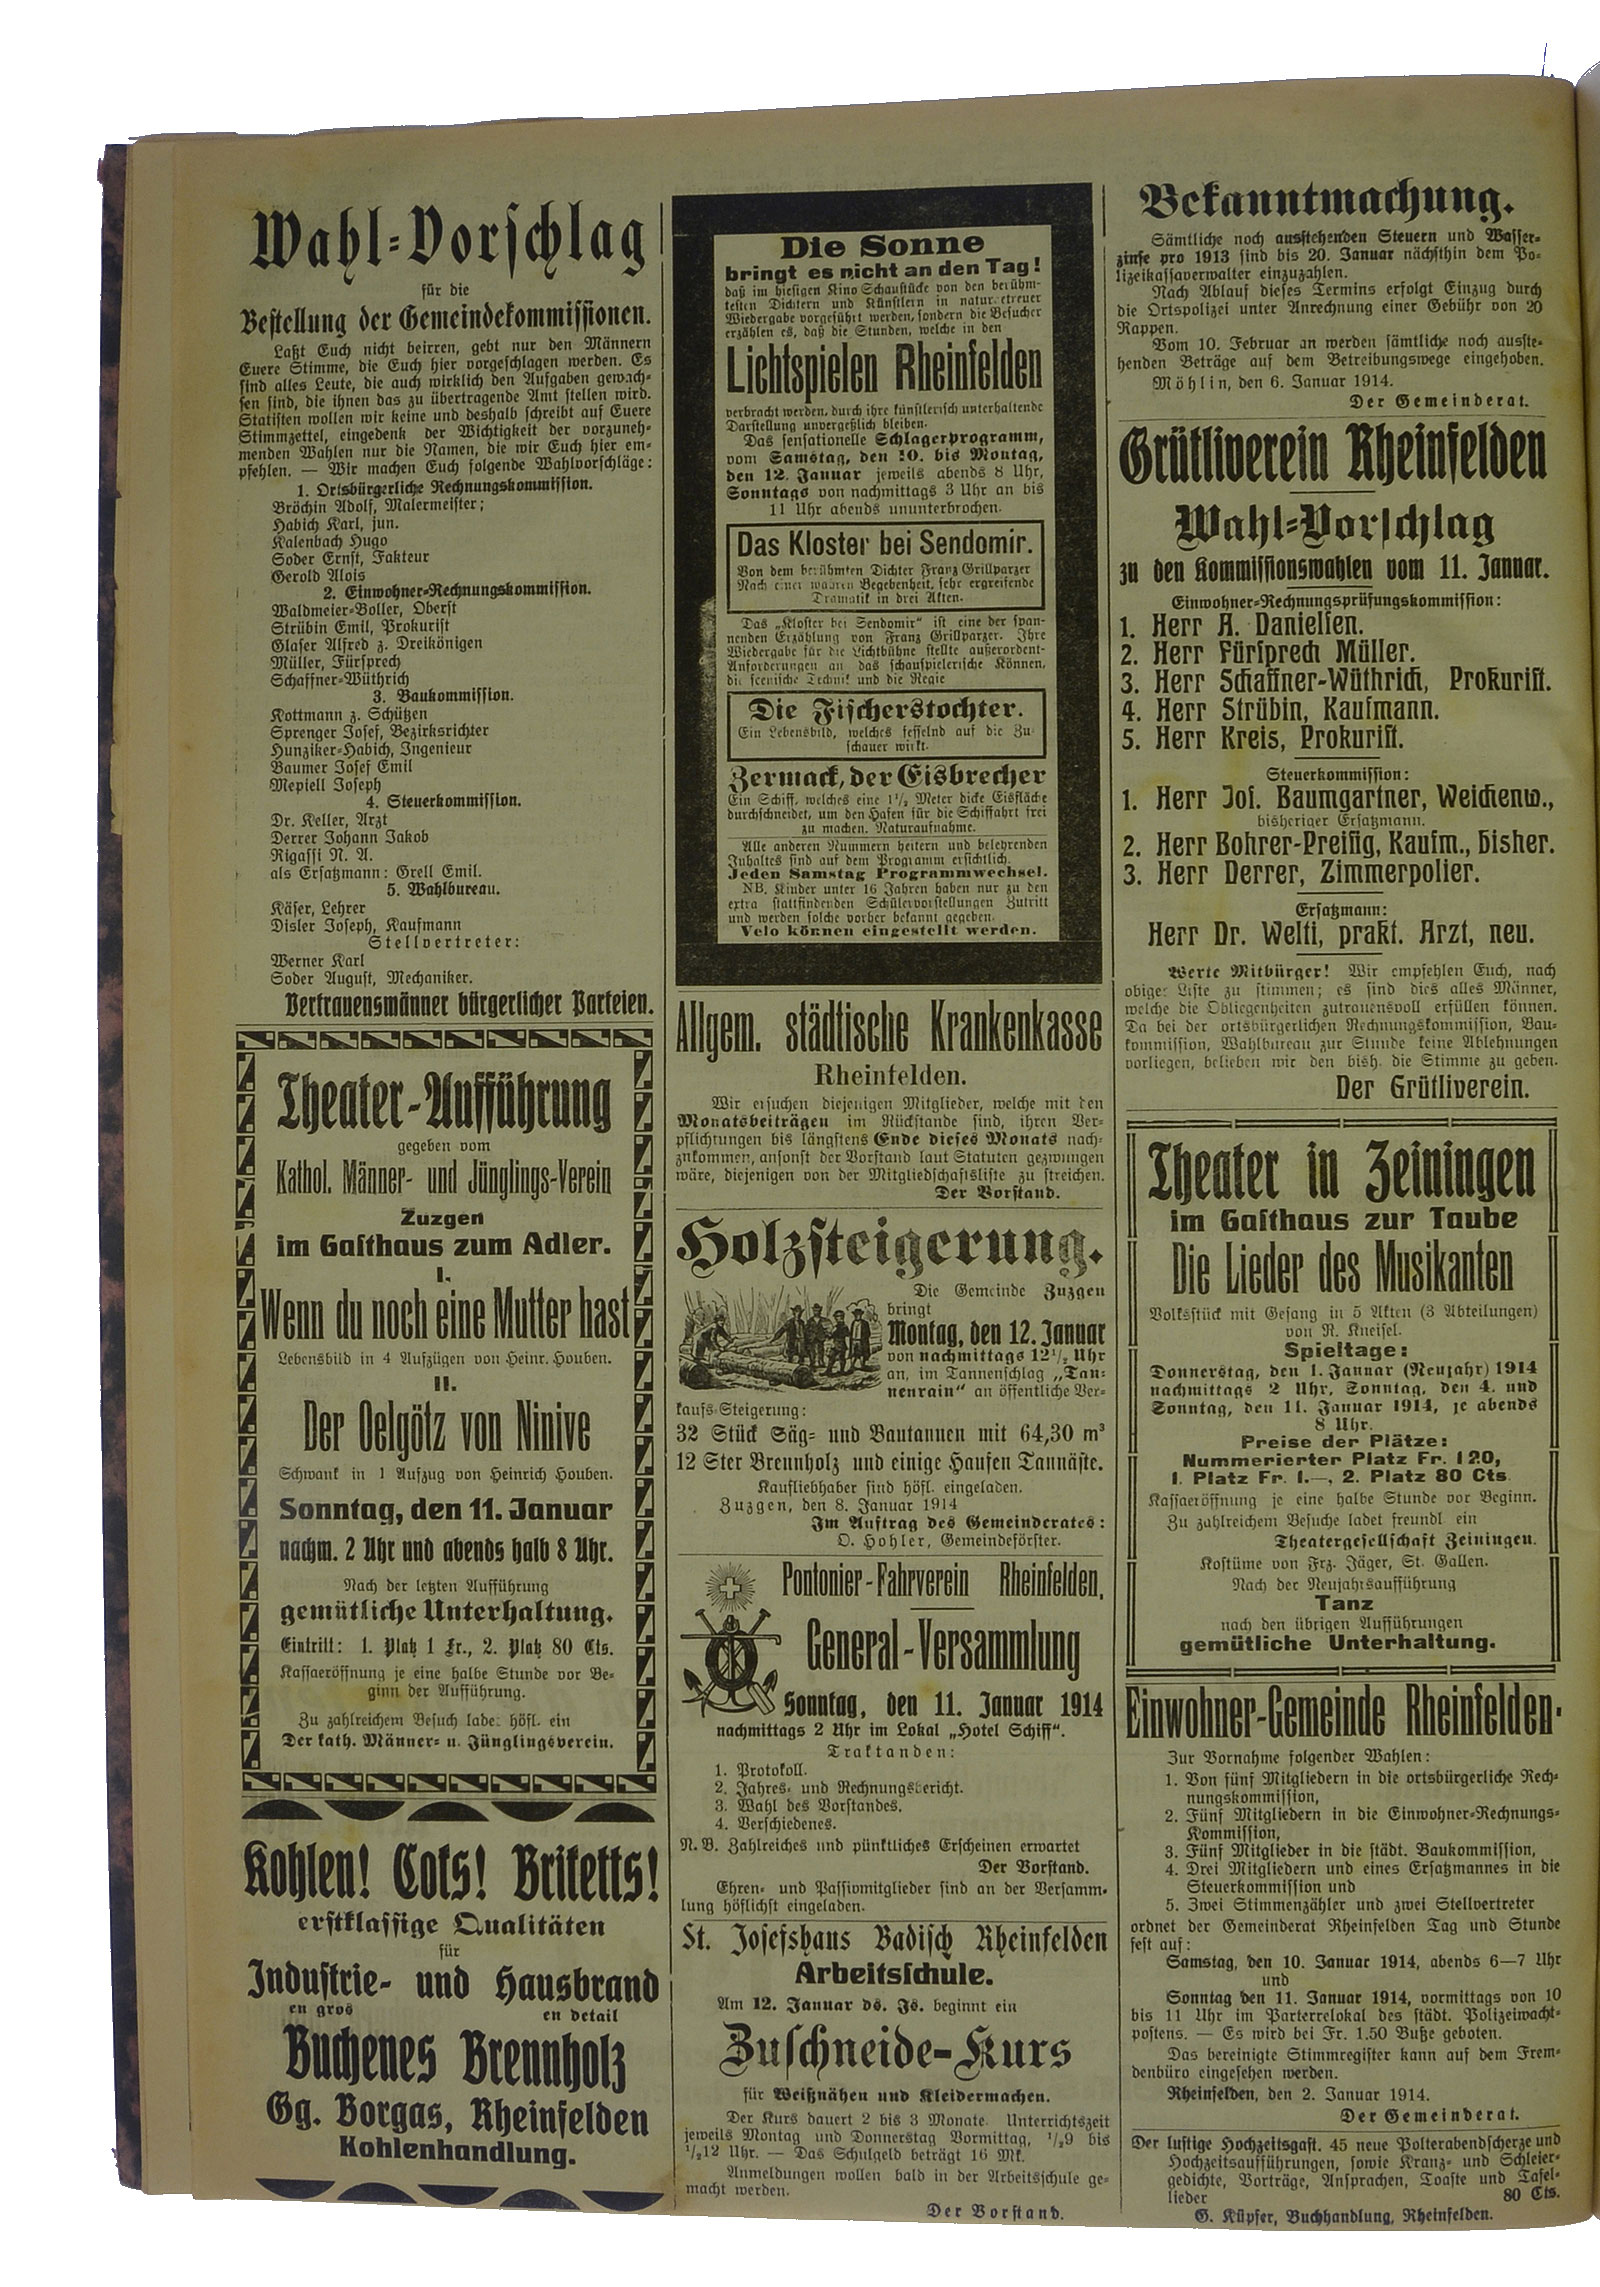 Wahl-Vorschlag
für die
Bestellung der Gemeindekommissionen.
Laßt Euch nicht beirren, gebt nur den Männern
Euere Stimme, die Euch hier vorgeschlagen werden. Es
sind alles Leute, die auch wirklich den Aufgaben gewach-
sen sind, die ihnen das zu übertragende Amt stellen wird.
Statisten wollen wir keine und deshalb schreibt auf Euere
Stimmzettel, eingedenk der Wichtigkeit der vorzuneh-
menden Wahlen nur die Namen, die wir Euch hier em-
pfehlen. — Wir machen Euch folgende Wahlvorschläge:
1. Ortsbürgerliche Rechnungskommission.
Bröchin Adolf, Malermeister;
Habich Karl, jun.
Kalenbach Hugo
Soder Ernst, Fakteur
Gerold Alois
2. Einwohner-Rechnungskommission.
Waldmeier-Boller, Oberst
Strübin Emil, Prokurist
Glaser Alfred z. Dreikönigen
Müller, Fürsprech
Schaffner-Wüthrich
3. Baukommission.
Kottmann z. Schützen
Sprenger Josef, Bezirksrichter
Hunziker-Habich, Ingenieur
Baumer Josef Emil
Mepiell Joseph
4. Steuerkommission.
Dr. Keller, Arzt
Derrer Johann Jakob
Rigassi N. A.
als Ersatzmann: Grell Emil.
5. Wahlbureau.
Käser, Lehrer
Disler Joseph, Kaufmann
Stellvertreter:
Werner Karl
Soder August, Mechaniker.
Vertrauensmänner bürgerlicher Parteien.
Theater-Aufführung
gegeben vom
Kathol. Männer- und Jünglings-Verein
Zuzgen
im Gasthaus zum Adler.
I.
Wenn du noch eine Mutter hast
Lebensbild in 4 Aufzügen von Heinr. Houben.
II.
Der Oelgötz von Ninive
Schwank in 1 Aufzug von Heinrich Houben.
Sonntag, den 11. Januar
nachm. 2 Uhr und abends halb 8 Uhr.
Nach der letzten Aufführung
gemütliche Unterhaltung.
Eintritt: 1. Platz 1 Fr., 2. Platz 80 Cts.
Kassaeröffnung je eine halbe Stunde vor Be-
ginn der Aufführung.
Zu zahlreichem Besuch ladet höfl. ein
Der kath. Männer- u. Jünglingsverein.
Kohlen! Coks! Briketts!
erstklassige Qualitäten
für
Industrie- und Hausbrand
en gros en detail
Buchenes Brennholz
Gg. Borgas, Rheinfelden
Kohlenhandlung.
Die Sonne
bringt es nicht an den Tag!
daß im hiesigen Kino Schaustücke von den berühm-
testen Dichtern und Künstlern in naturgetreuer
Wiedergabe vorgeführt werden, sondern die Besucher
erzählen es, daß die Stunden, welche in den
Lichtspielen Rheinfelden
verbracht werden, durch ihre künstlerisch unterhaltende
Darstellung unvergeßlich bleiben.
Das sensationelle Schlagerprogramm,
vom Samstag, den 10. bis Montag,
den 12. Januar jeweils abends 8 Uhr,
Sonntags von nachmittags 3 Uhr an bis
11 Uhr abends ununterbrochen.
Das Kloster bei Sendomir.
Von dem berühmten Dichter Franz Grillparzer
Nach einer wahren Begebenheit, sehr ergreifende
Dramatik in drei Akten.
Das „Kloster bei Sendomir“ ist eine der span-
nenden Erzählung von Franz Grillparzer. Ihre
Wiedergabe für die Lichtbühne stellte außerordent-
Anforderungen an das schauspielerische Können,
die scenische Technik und die Regie
Die Fischerstochter.
Ein Lebensbild, welches fesselnd auf die Zu-
schauer wirkt.
Zermack, der Eisbrecher
Ein Schiff, welches eine 1½ Meter dicke Eisfläche
durchschneidet, um den Hafen für die Schiffahrt frei
zu machen. Naturaufnahme.
Alle anderen Nummern heitern und belehrenden
Inhaltes sind auf dem Programm ersichtlich.
Jeden Samstag Programmwechsel.
NB. Kinder unter 16 Jahren haben nur zu den
extra stattfindenden Schülervorstellungen Zutritt
und werden solche vorher bekannt gegeben.
Velo können eingestellt werden.
Allgem. städtische Krankenkasse
Rheinfelden.
Wir ersuchen diejenigen Mitglieder, welche mit den
Monatsbeiträgen im Rückstande sind, ihren Ver-
pflichtungen bis längstens Ende dieses Monats nach-
zukommen, ansonst der Vorstand laut Statuten gezwungen
wäre, diejenigen von der Mitgliedschaftsliste zu streichen.
Der Vorstand.
Holzsteigerung.
Die Gemeinde Zuzgen
bringt
Montag, den 12. Januar
von nachmittags 12½ Uhr
an, im Tannenschlag „Tan-
nenrain“ an öffentliche Ver-
kaufs-Steigerung:
32 Stück Säg- und Bautannen mit 64,30 m³
12 Ster Brennholz und einige Haufen Tannäste.
Kaufliebhaber sind höfl. eingeladen.
Zuzgen, den 8. Januar 1914
Im Auftrag des Gemeinderates:
O. Hohler, Gemeindeförster.
Pontonier-Fahrverein Rheinfelden,
General-Versammlung
Sonntag, den 11. Januar 1914
nachmittags 2 Uhr im Lokal „Hotel Schiff“.
Traktanden:
1. Protokoll.
2. Jahres- und Rechnungsbericht.
3. Wahl des Vorstandes.
4. Verschiedenes.
N.B. Zahlreiches und pünktliches Erscheinen erwartet
Der Vorstand.
Ehren- und Passivmitglieder sind an der Versamm-
lung höflichst eingeladen.
St. Josefshaus Badisch Rheinfelden
Arbeitsschule.
Am 12. Januar ds. Js. beginnt ein
Zuschneide-Kurs
für Weißnähen und Kleidermachen.
Der Kurs dauert 2 bis 3 Monate. Unterrichtszeit
jeweils Montag und Donnerstag Vormittag, ½9 bis
½12 Uhr. — Das Schulgeld beträgt 16 Mk.
Anmeldungen wollen bald in der Arbeitsschule ge-
macht werden.
Der Vorstand.
Bekanntmachung.
Sämtliche noch ausstehenden Steuern und Wasser-
zinse pro 1913 sind bis 20. Januar nächsthin dem Po-
lizeikassaverwalter einzuzahlen.
Nach Ablauf dieses Termins erfolgt Einzug durch
die Ortspolizei unter Anrechnung einer Gebühr von 20
Rappen.
Vom 10. Februar an werden sämtliche noch ausste-
henden Beträge auf dem Betreibungswege eingehoben.
Möhlin, den 6. Januar 1914.
Der Gemeinderat.
Grütliverein Rheinfelden
Wahl-Vorschlag
zu den Kommissionswahlen vom 11. Januar.
Einwohner-Rechnungsprüfungskommission:
1. Herr A. Danielsen.
2. Herr Fürsprech Müller.
3. Herr Schaffner-Wüthrich, Prokurist.
4. Herr Strübin, Kaufmann.
5. Herr Kreis, Prokurist.
Steuerkommission:
1. Herr Jos. Baumgartner, Weichenw.,
bisheriger Ersatzmann.
2. Herr Bohrer-Preisig, Kaufm., bisher.
3. Herr Derrer, Zimmerpolier.
Ersatzmann:
Herr Dr. Welti, prakt. Arzt, neu.
Werte Mitbürger! Wir empfehlen Euch, nach
obiger Liste zu stimmen; es sind dies alles Männer,
welche die Obliegenheiten zutrauensvoll erfüllen können.
Da bei der ortsbürgerlichen Rechnungskommission, Bau-
kommission, Wahlbureau zur Stunde keine Ablehnungen
vorliegen, belieben wir den bish. die Stimme zu geben.
Der Grütliverein.
Theater in Zeiningen
im Gasthaus zur Taube
Die Lieder des Musikanten
Volksstück mit Gesang in 5 Akten (3 Abteilungen)
von R. Kneisel.
Spieltage:
Donnerstag, den 1. Januar (Neujahr) 1914
nachmittags 2 Uhr, Sonntag, den 4. und
Sonntag, den 11. Januar 1914, je abends
8 Uhr.
Preise der Plätze:
Nummerierter Platz Fr. 1.20,
1. Platz Fr. 1.—, 2. Platz 80 Cts.
Kassaeröffnung je eine halbe Stunde vor Beginn.
Zu zahlreichem Besuche ladet freundl. ein
Theatergesellschaft Zeiningen.
Kostüme von Frz. Jäger, St. Gallen.
Nach der Neujahrsaufführung
Tanz
nach den übrigen Aufführungen
gemütliche Unterhaltung.
Einwohner-Gemeinde Rheinfelden.
Zur Vornahme folgender Wahlen:
1. Von fünf Mitgliedern in die ortsbürgerliche Rech-
nungskommission,
2. Fünf Mitgliedern in die Einwohner-Rechnungs-
Kommission,
3. Fünf Mitglieder in die städt. Baukommission,
4. Drei Mitgliedern und eines Ersatzmannes in die
Steuerkommission und
5. Zwei Stimmenzähler und zwei Stellvertreter
ordnet der Gemeinderat Rheinfelden Tag und Stunde
fest auf:
Samstag, den 10. Januar 1914, abends 6—7 Uhr
und
Sonntag den 11. Januar 1914, vormittags von 10
bis 11 Uhr im Parterrelokal des städt. Polizeiwacht-
postens. — Es wird bei Fr. 1.50 Buße geboten.
Das bereinigte Stimmregister kann auf dem Frem-
denbüro eingesehen werden.
Rheinfelden, den 2. Januar 1914.
Der Gemeinderat.
Der lustige Hochzeitsgast. 45 neue Polterabendscherze und
Hochzeitsaufführungen, sowie Kranz- und Schleier-
gedichte, Vorträge, Ansprachen, Toaste und Tafel-
lieder 80 Cts.
G. Küpfer, Buchhandlung, Rheinfelden.